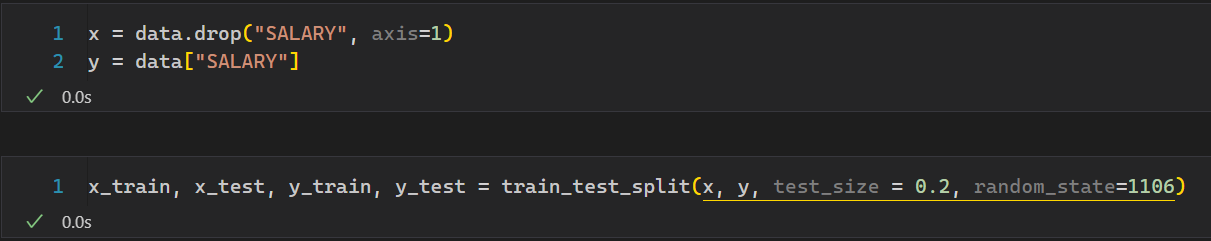 1 x = data.drop("SALARY", axis=1)
2 y = data["SALARY"]
0.0s
1 x_train, x_test, y_train, y_test = train_test_split(x, y, test_size = 0.2, random_state=1106)
0.0s